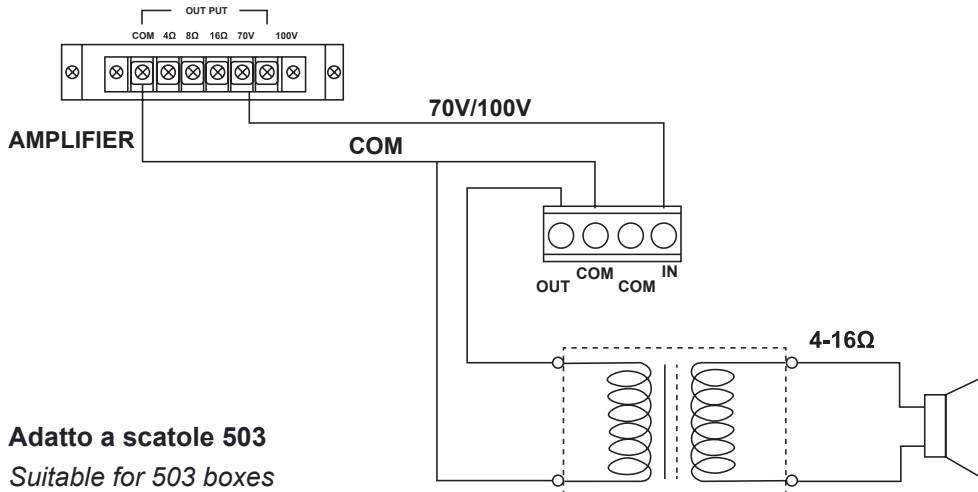 OUT PUT
COM 4Ω 8Ω 16Ω 70V 100V
70V/100V
AMPLIFIER
COM
OUT COM COM IN
4-16Ω
Adatto a scatole 503
Suitable for 503 boxes